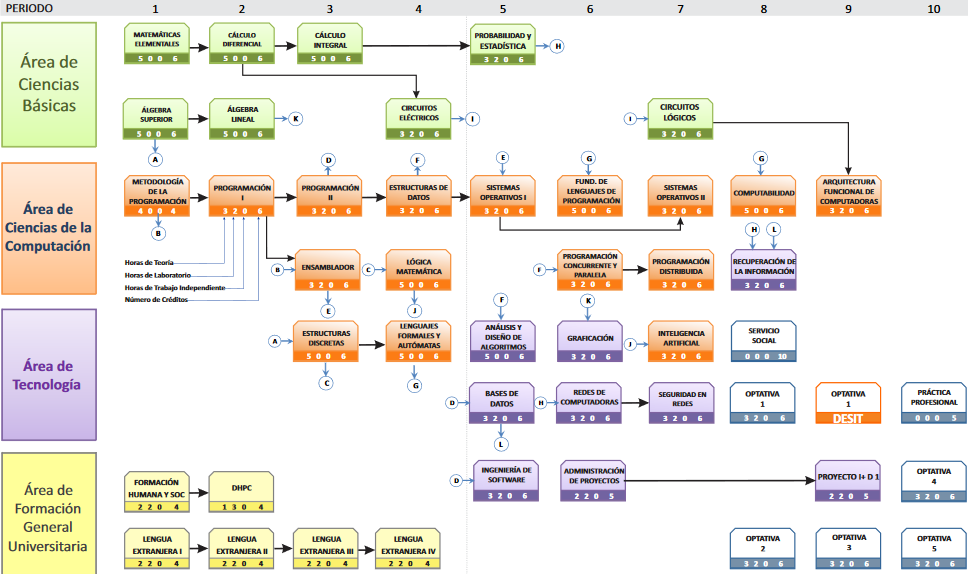 PERIODO 1 2 3 4 5 6 7 8 9 10
Área de
Ciencias
Básicas
MATEMÁTICAS
ELEMENTALES
5 0 0 6
CÁLCULO
DIFERENCIAL
5 0 0 6
CÁLCULO
INTEGRAL
5 0 0 6
PROBABILIDAD y
ESTADÍSTICA
3 2 0 6
H
ÁLGEBRA
SUPERIOR
5 0 0 6
A
ÁLGEBRA
LINEAL
5 0 0 6
K
CIRCUITOS
ELÉCTRICOS
3 2 0 6
I
I
CIRCUITOS
LÓGICOS
3 2 0 6
Área de
Ciencias de la
Computación
METODOLOGÍA
DE LA
PROGRAMACIÓN
4 0 0 4
B
PROGRAMACIÓN
I
3 2 0 6
D
PROGRAMACIÓN
II
3 2 0 6
F
ESTRUCTURAS
DE DATOS
3 2 0 6
E
SISTEMAS
OPERATIVOS I
3 2 0 6
G
FUND. DE
LENGUAJES DE
PROGRAMACIÓN
5 0 0 6
SISTEMAS
OPERATIVOS II
3 2 0 6
G
COMPUTABILIDAD
5 0 0 6
ARQUITECTURA
FUNCIONAL DE
COMPUTADORAS
3 2 0 6
Horas de Teoría
Horas de Laboratorio
Horas de Trabajo Independiente
Número de Créditos
B
ENSAMBLADOR
3 2 0 6
E
C
LÓGICA
MATEMÁTICA
5 0 0 6
J
F
PROGRAMACIÓN
CONCURRENTE Y
PARALELA
3 2 0 6
PROGRAMACIÓN
DISTRIBUIDA
3 2 0 6
H L
RECUPERACIÓN DE
LA INFORMACIÓN
3 2 0 6
Área de
Tecnología
A
ESTRUCTURAS
DISCRETAS
5 0 0 6
C
LENGUAJES
FORMALES Y
AUTÓMATAS
5 0 0 6
G
F
ANÁLISIS Y
DISEÑO DE
ALGORITMOS
5 0 0 6
K
GRAFICACIÓN
3 2 0 6
J
INTELIGENCIA
ARTIFICIAL
3 2 0 6
SERVICIO
SOCIAL
0 0 0 10
D
BASES DE
DATOS
3 2 0 6
L
H
REDES DE
COMPUTADORAS
3 2 0 6
SEGURIDAD EN
REDES
3 2 0 6
OPTATIVA
1
3 2 0 6
OPTATIVA
1
DESIT
PRÁCTICA
PROFESIONAL
0 0 0 5
Área de
Formación
General
Universitaria
FORMACIÓN
HUMANA Y SOC
2 2 0 4
DHPC
1 3 0 4
D
INGENIERÍA DE
SOFTWARE
3 2 0 6
ADMINISTRACIÓN
DE PROYECTOS
2 2 0 5
PROYECTO I+ D 1
2 2 0 5
OPTATIVA
4
3 2 0 6
LENGUA
EXTRANJERA I
2 2 0 4
LENGUA
EXTRANJERA II
2 2 0 4
LENGUA
EXTRANJERA III
2 2 0 4
LENGUA
EXTRANJERA IV
2 2 0 4
OPTATIVA
2
3 2 0 6
OPTATIVA
3
3 2 0 6
OPTATIVA
5
3 2 0 6